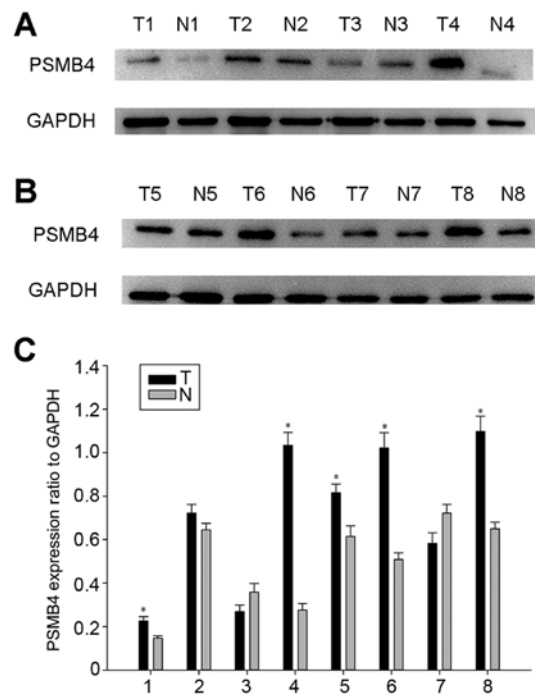 A
T1 N1 T2 N2 T3 N3 T4 N4
PSMB4
GAPDH
B
T5 N5 T6 N6 T7 N7 T8 N8
PSMB4
GAPDH
C
PSMB4 expression ratio to GAPDH
1.4
1.2
1.0
0.8
0.6
0.4
0.2
0
T
N
* * * * *
1 2 3 4 5 6 7 8